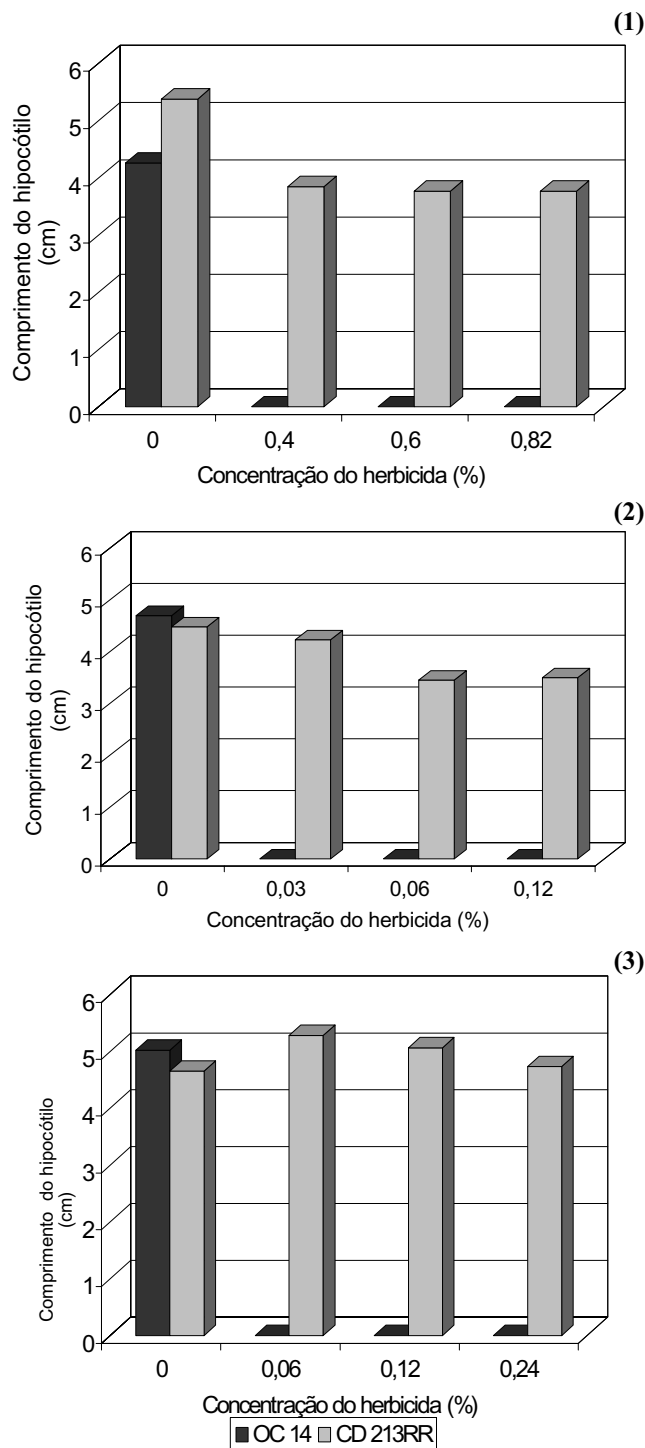 (1)
6
5
4
3
2
1
0
Comprimento do hipocótilo
(cm)
0 0,4 0,6 0,82
Concentração do herbicida (%)
(2)
6
5
4
3
2
1
0
Comprimento do hipocótilo
(cm)
0 0,03 0,06 0,12
Concentração do herbicida (%)
(3)
6
5
4
3
2
1
0
Comprimento do hipocótilo
(cm)
0 0,06 0,12 0,24
Concentração do herbicida (%)
OC 14 CD 213RR